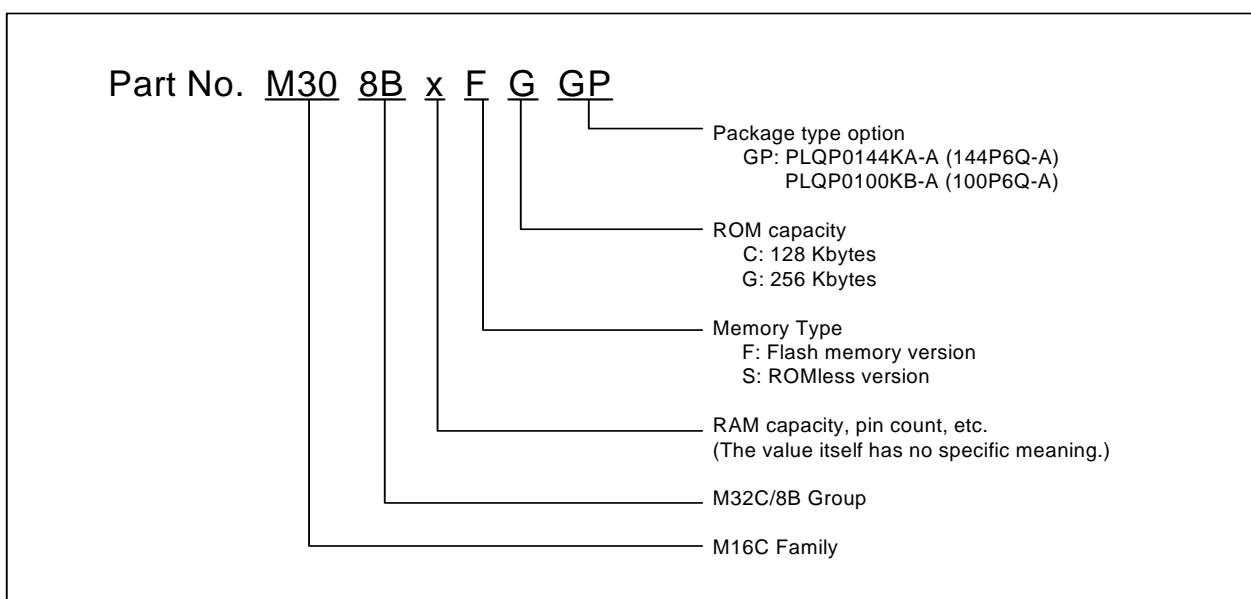 Part No. M30 8B x F G GP
Package type option
GP: PLQP0144KA-A (144P6Q-A)
PLQP0100KB-A (100P6Q-A)
ROM capacity
C: 128 Kbytes
G: 256 Kbytes
Memory Type
F: Flash memory version
S: ROMless version
RAM capacity, pin count, etc.
(The value itself has no specific meaning.)
M32C/8B Group
M16C Family